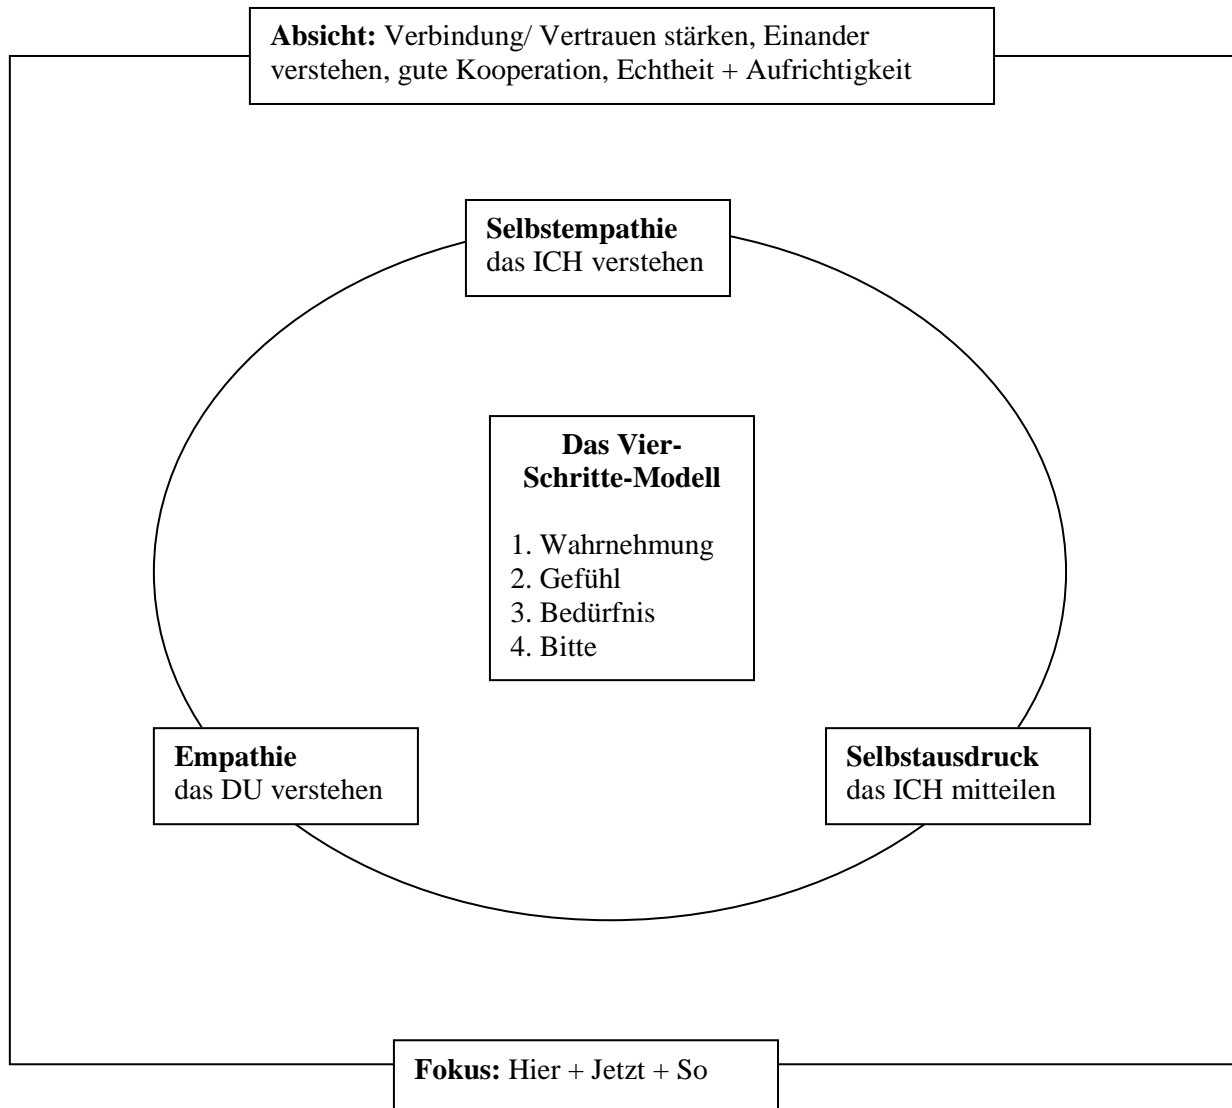 Absicht: Verbindung/ Vertrauen stärken, Einander
verstehen, gute Kooperation, Echtheit + Aufrichtigkeit
Selbstempathie
das ICH verstehen
Das Vier-
Schritte-Modell
1. Wahrnehmung
2. Gefühl
3. Bedürfnis
4. Bitte
Empathie
das DU verstehen
Selbstausdruck
das ICH mitteilen
Fokus: Hier + Jetzt + So